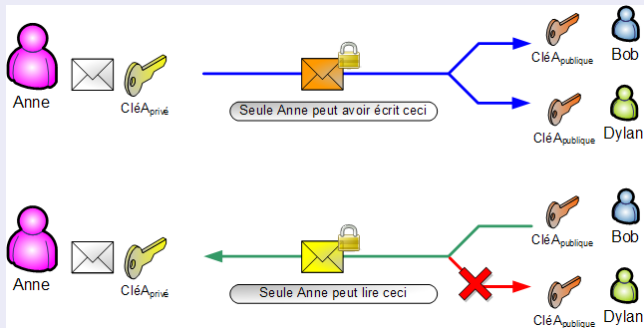 Anne
CléAprivé
Seule Anne peut avoir écrit ceci
CléApublique
Bob
CléApublique
Dylan
Anne
CléAprivé
Seule Anne peut lire ceci
CléApublique
Bob
CléApublique
Dylan